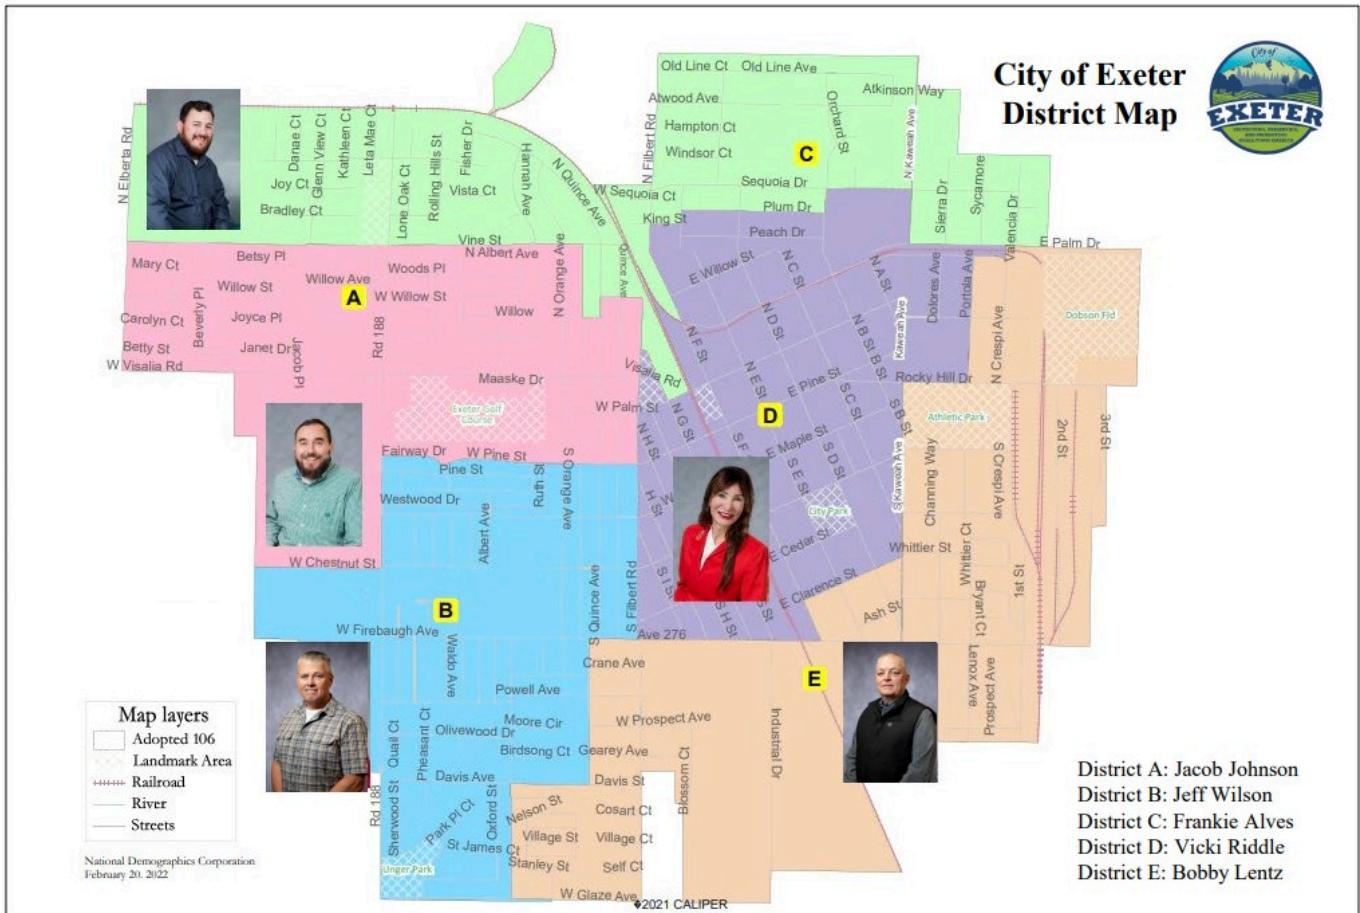 City of Exeter
District Map
City of
EXETER
Old Line Ct
Old Line Ave
Atkinson Way
Atwood Ave
Orchard St
Hampton Ct
Windsor Ct
N Filbert Rd
N Kaweah Ave
C
Sequoia Dr
W Sequoia Ct
Plum Dr
King St
Peach Dr
Sierra Dr
Sycamore
Valencia Dr
E Palm Dr
N Elberta Rd
Danae Ct
Glenn View Ct
Kathleen Ct
Leta Mae Ct
Joy Ct
Bradley Ct
Lone Oak Ct
Rolling Hills St
Fisher Dr
Vista Ct
Hannah Ave
N Quince Ave
Vine St
N Albert Ave
N Orange Ave
Quince Ave
Mary Ct
Betsy Pl
Willow Ave
Woods Pl
Willow St
A
W Willow St
Willow
Beverly Pl
Carolyn Ct
Joyce Pl
Rd 188
Betty St
Janet Dr
Jacob Pl
W Visalia Rd
Maaske Dr
Visalia Rd
Exeter Golf
Course
W Palm St
Fairway Dr
W Pine St
E Willow St
N C St
N A St
Dolores Ave
Portola Ave
N D St
N B St
B St
Kaweah Ave
N F St
N E St
E Pine St
Rocky Hill Dr
N Crespi Ave
Dobson Fld
D
S C St
S B St
Athletic Park
N G St
N H St
E Maple St
S F
S E St
S D St
S Kaweah Ave
Channing Way
S Crespi Ave
2nd St
3rd St
City Park
H St
W
E Cedar St
Whittier St
Whittier Ct
1st St
E Clarence St
Ash St
Bryant Ct
S I St
S H St
S St
Ave 276
Lenox Ave
Prospect Ave
Pine St
Westwood Dr
Ruth St
S Orange Ave
Albert Ave
W Chestnut St
B
S Quince Ave
S Filbert Rd
W Firebaugh Ave
Waldo Ave
Crane Ave
E
Powell Ave
Moore Cir
Olivewood Dr
W Prospect Ave
Quail Ct
Pheasant Ct
Birdsong Ct
Gearey Ave
Industrial Dr
Davis Ave
Davis St
Blossom Ct
Rd 188
Sherwood St
Park Pl Ct
Oxford St
Nelson St
Cosart Ct
St James Ct
Village St
Village Ct
Unger Park
Stanley St
Self Ct
W Glaze Ave
©2021 CALIPER
Map layers
Adopted 106
Landmark Area
Railroad
River
Streets
National Demographics Corporation
February 20. 2022
District A: Jacob Johnson
District B: Jeff Wilson
District C: Frankie Alves
District D: Vicki Riddle
District E: Bobby Lentz